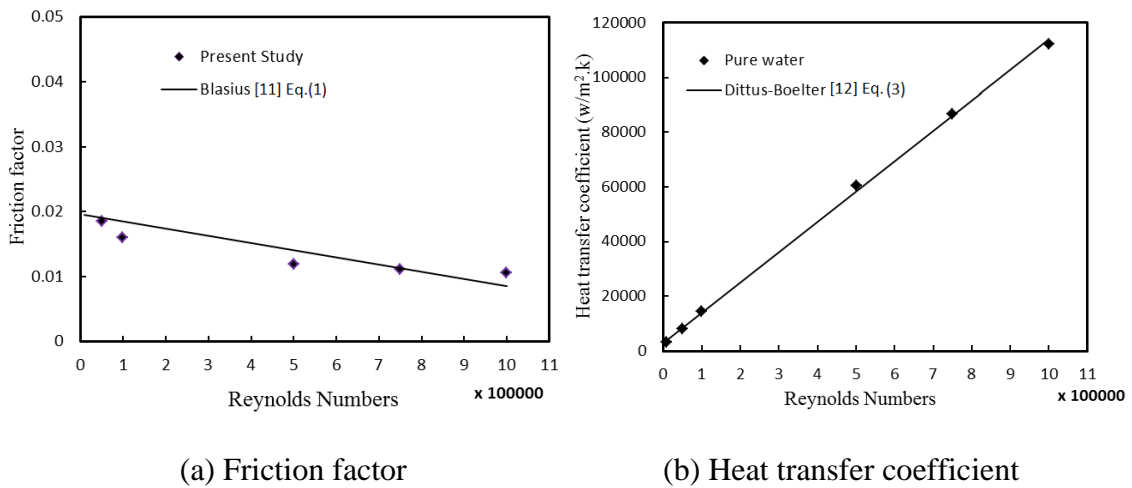 0.05
0.04
0.03
0.02
0.01
0
Friction factor
Present Study
Blasius [11] Eq.(1)
0 1 2 3 4 5 6 7 8 9 10 11
Reynolds Numbers
x 100000
(a) Friction factor
120000
100000
80000
60000
40000
20000
0
Heat transfer coefficient (w/m².k)
Pure water
Dittus-Boelter [12] Eq. (3)
0 1 2 3 4 5 6 7 8 9 10 11
Reynolds Numbers
x 100000
(b) Heat transfer coefficient